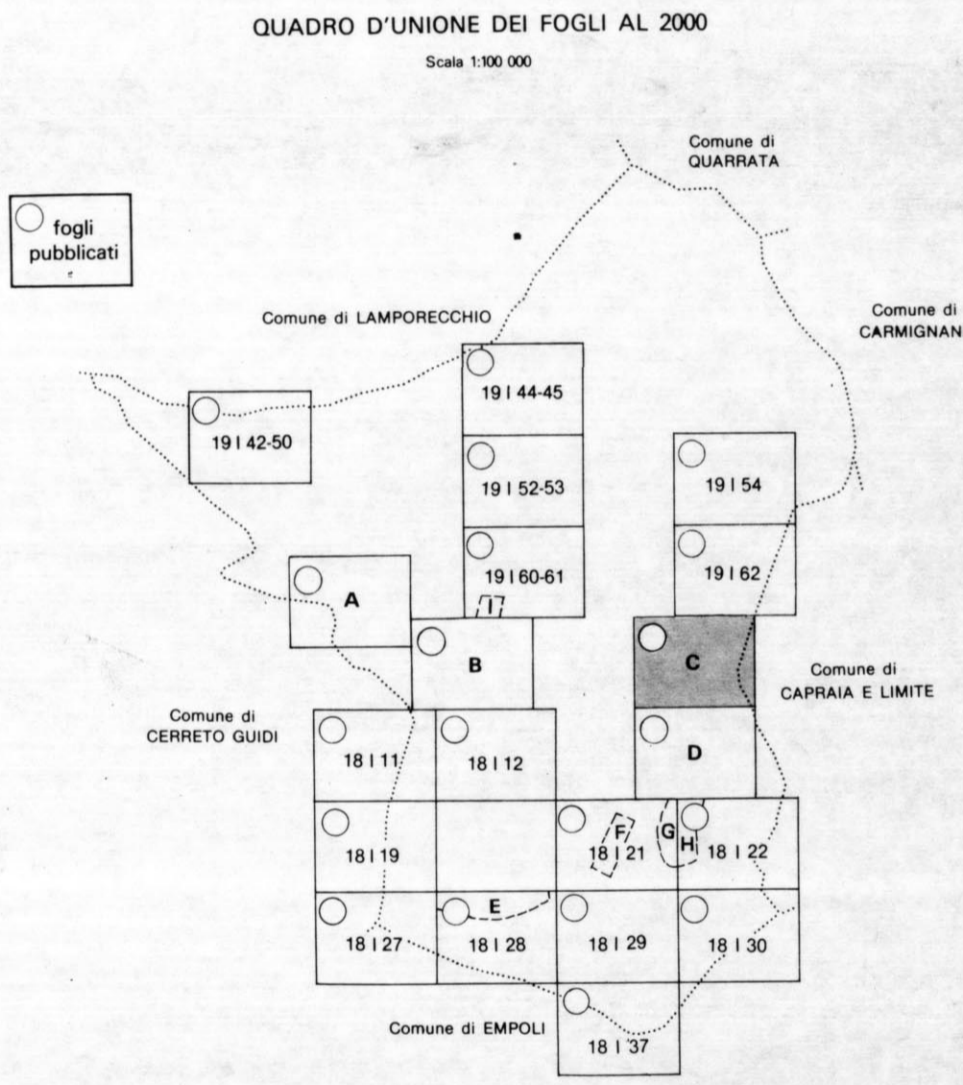 QUADRO D'UNIONE DEI FOGLI AL 2000
Scala 1:100 000
Comune di
QUARRATA
fogli
pubblicati
Comune di LAMPORECCHIO
Comune di
CARMIGNAN
19 I 44-45
19 I 42-50
19 I 52-53
19 I 54
19 I 60-61
19 I 62
A
I
B
C
Comune di
CAPRAIA E LIMITE
Comune di
CERRETO GUIDI
18 I 11
18 I 12
D
18 I 19
F
18 I 21
G
H
18 I 22
E
18 I 27
18 I 28
18 I 29
18 I 30
Comune di EMPOLI
18 I 37